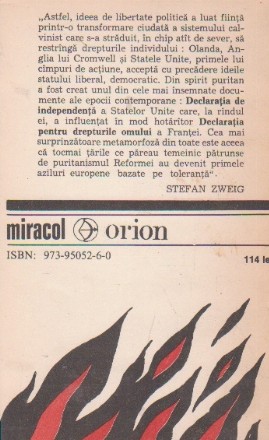 „Astfel, ideea de libertate politică a luat ființă
printr-o transformare ciudată a sistemului cal-
vinist care s-a străduit, în chip atît de sever, să
restrîngă drepturile individului : Olanda, An-
glia lui Cromwell și Statele Unite, primele lui
cîmpuri de acțiune, acceptă cu precădere ideile
statului liberal, democratic. Din spirit puritan
a fost creat unul din cele mai însemnate docu-
mente ale epocii contemporane : Declarația de
independență a Statelor Unite care, la rîndul
ei, a influențat în mod hotărîtor Declarația
pentru drepturile omului a Franței. Cea mai
surprinzătoare metamorfoză din toate este aceea
că tocmai țările ce păreau temeinic pătrunse
de puritanismul Reformei au devenit primele
aziluri europene bazate pe toleranță“.
STEFAN ZWEIG
miracol orion
ISBN: 973-95052-6-0
114 le